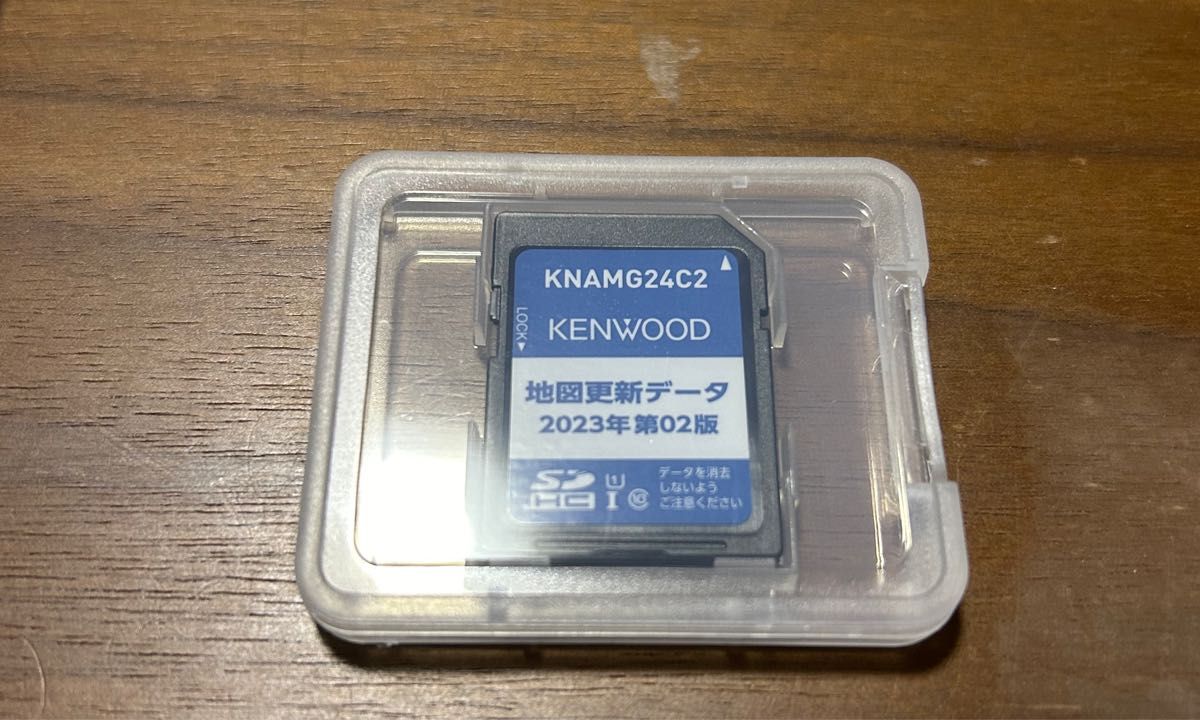 KNAMG24C2
LOCK
KENWOOD
地図更新データ
2023年 第02版
SD HC I 1 10
データを消去
しないよう
ご注意ください